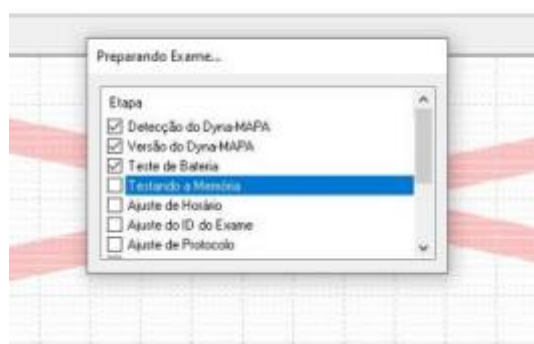 Preparando Exame...
Etapa
Detecção do Dyna-MAPA
Versão do Dyna-MAPA
Teste de Bateria
Testando a Memória
Ajuste de Horário
Ajuste do ID do Exame
Ajuste de Protocolo